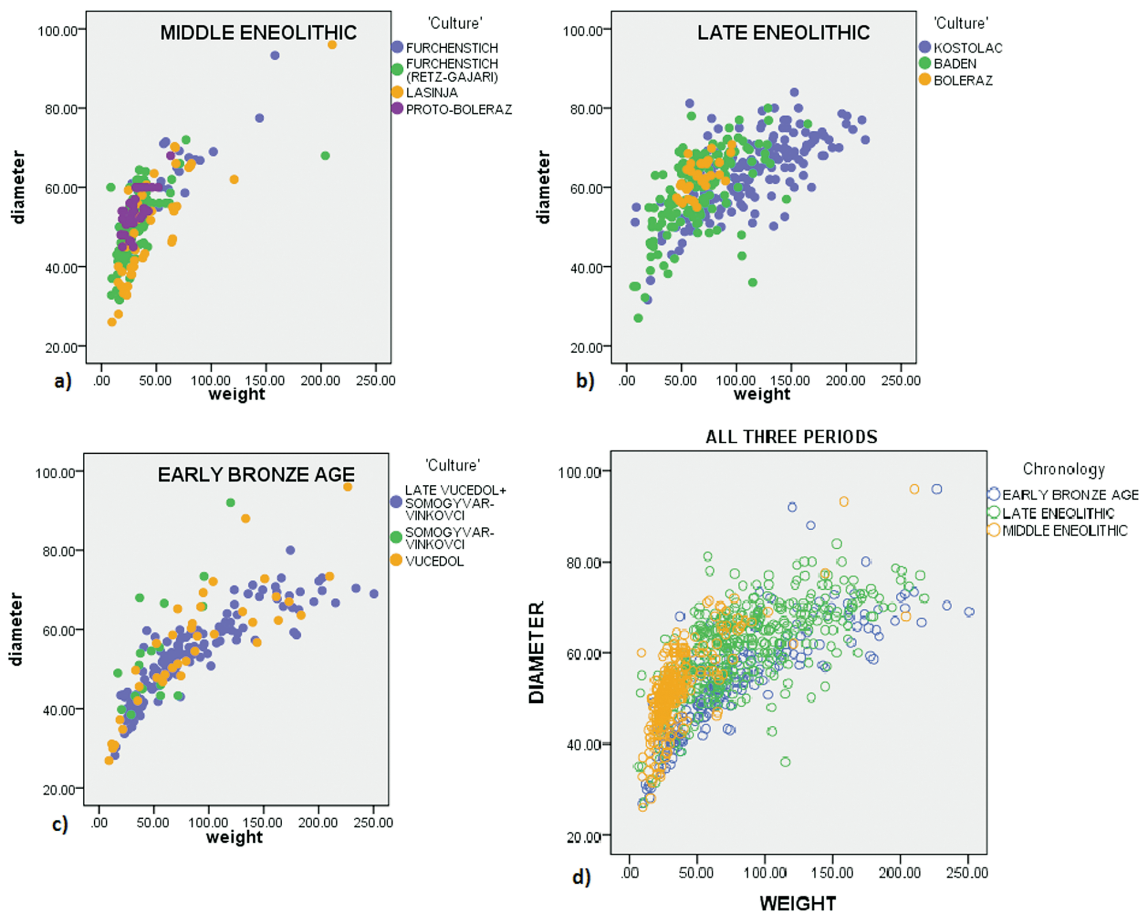 MIDDLE ENEOLITHIC
'Culture'
FURCHENSTICH
FURCHENSTICH
(RETZ-GAJARI)
LASINJA
PROTO-BOLERAZ
100.00
80.00
60.00
40.00
20.00
diameter
.00 50.00 100.00 150.00 200.00 250.00
weight
a)
LATE ENEOLITHIC
'Culture'
KOSTOLAC
BADEN
BOLERAZ
100.00
80.00
60.00
40.00
20.00
diameter
.00 50.00 100.00 150.00 200.00 250.00
weight
b)
EARLY BRONZE AGE
'Culture'
LATE VUCEDOL+
SOMOGYVAR-
VINKOVCI
SOMOGYVAR-
VINKOVCI
VUCEDOL
100.00
80.00
60.00
40.00
20.00
diameter
.00 50.00 100.00 150.00 200.00 250.00
weight
c)
ALL THREE PERIODS
Chronology
EARLY BRONZE AGE
LATE ENEOLITHIC
MIDDLE ENEOLITHIC
100.00
80.00
60.00
40.00
20.00
DIAMETER
.00 50.00 100.00 150.00 200.00 250.00
WEIGHT
d)